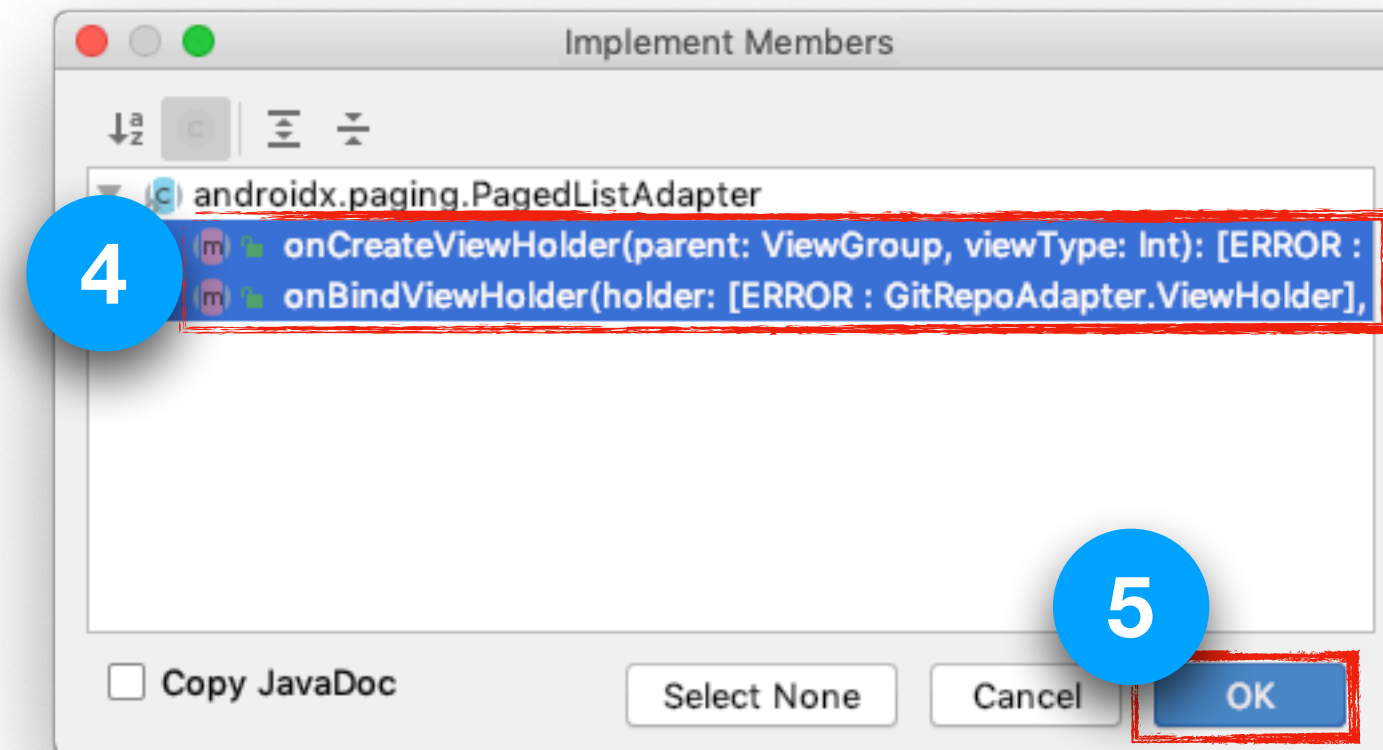 Implement Members
androidx.paging.PagedListAdapter
4
onCreateViewHolder(parent: ViewGroup, viewType: Int): [ERROR :
onBindViewHolder(holder: [ERROR : GitRepoAdapter.ViewHolder],
5
Copy JavaDoc
Select None
Cancel
OK